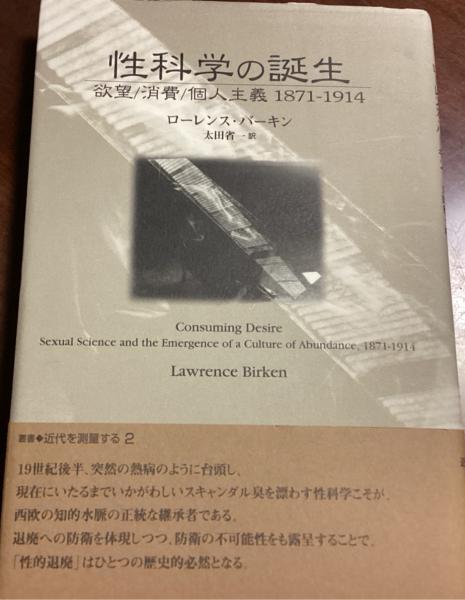 性科学の誕生
欲望/消費/個人主義 1871-1914
ローレンス・バーキン
太田省一 訳
Consuming Desire
Sexual Science and the Emergence of a Culture of Abundance, 1871-1914
Lawrence Birken
叢書◆近代を測量する 2
19世紀後半、突然の熱病のように台頭し、
現在にいたるまでいかがわしいスキャンダル臭を漂わす性科学こそが、
西欧の知的水脈の正統な継承者である。
退廃への防衛を体現しつつ、防衛の不可能性をも露呈することで、
「性的退廃」はひとつの歴史的必然となる。